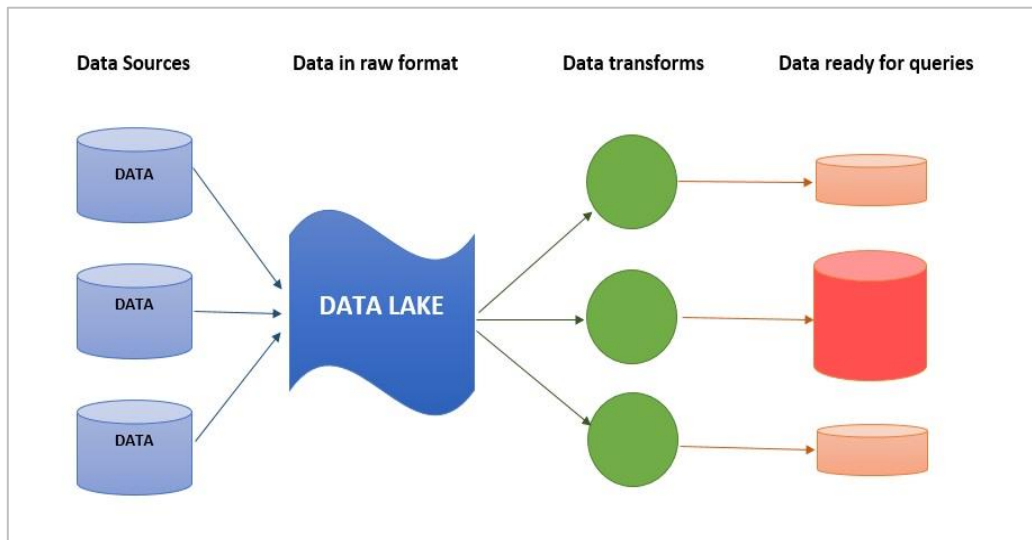 Data Sources
Data in raw format
Data transforms
Data ready for queries
DATA
DATA
DATA
DATA LAKE